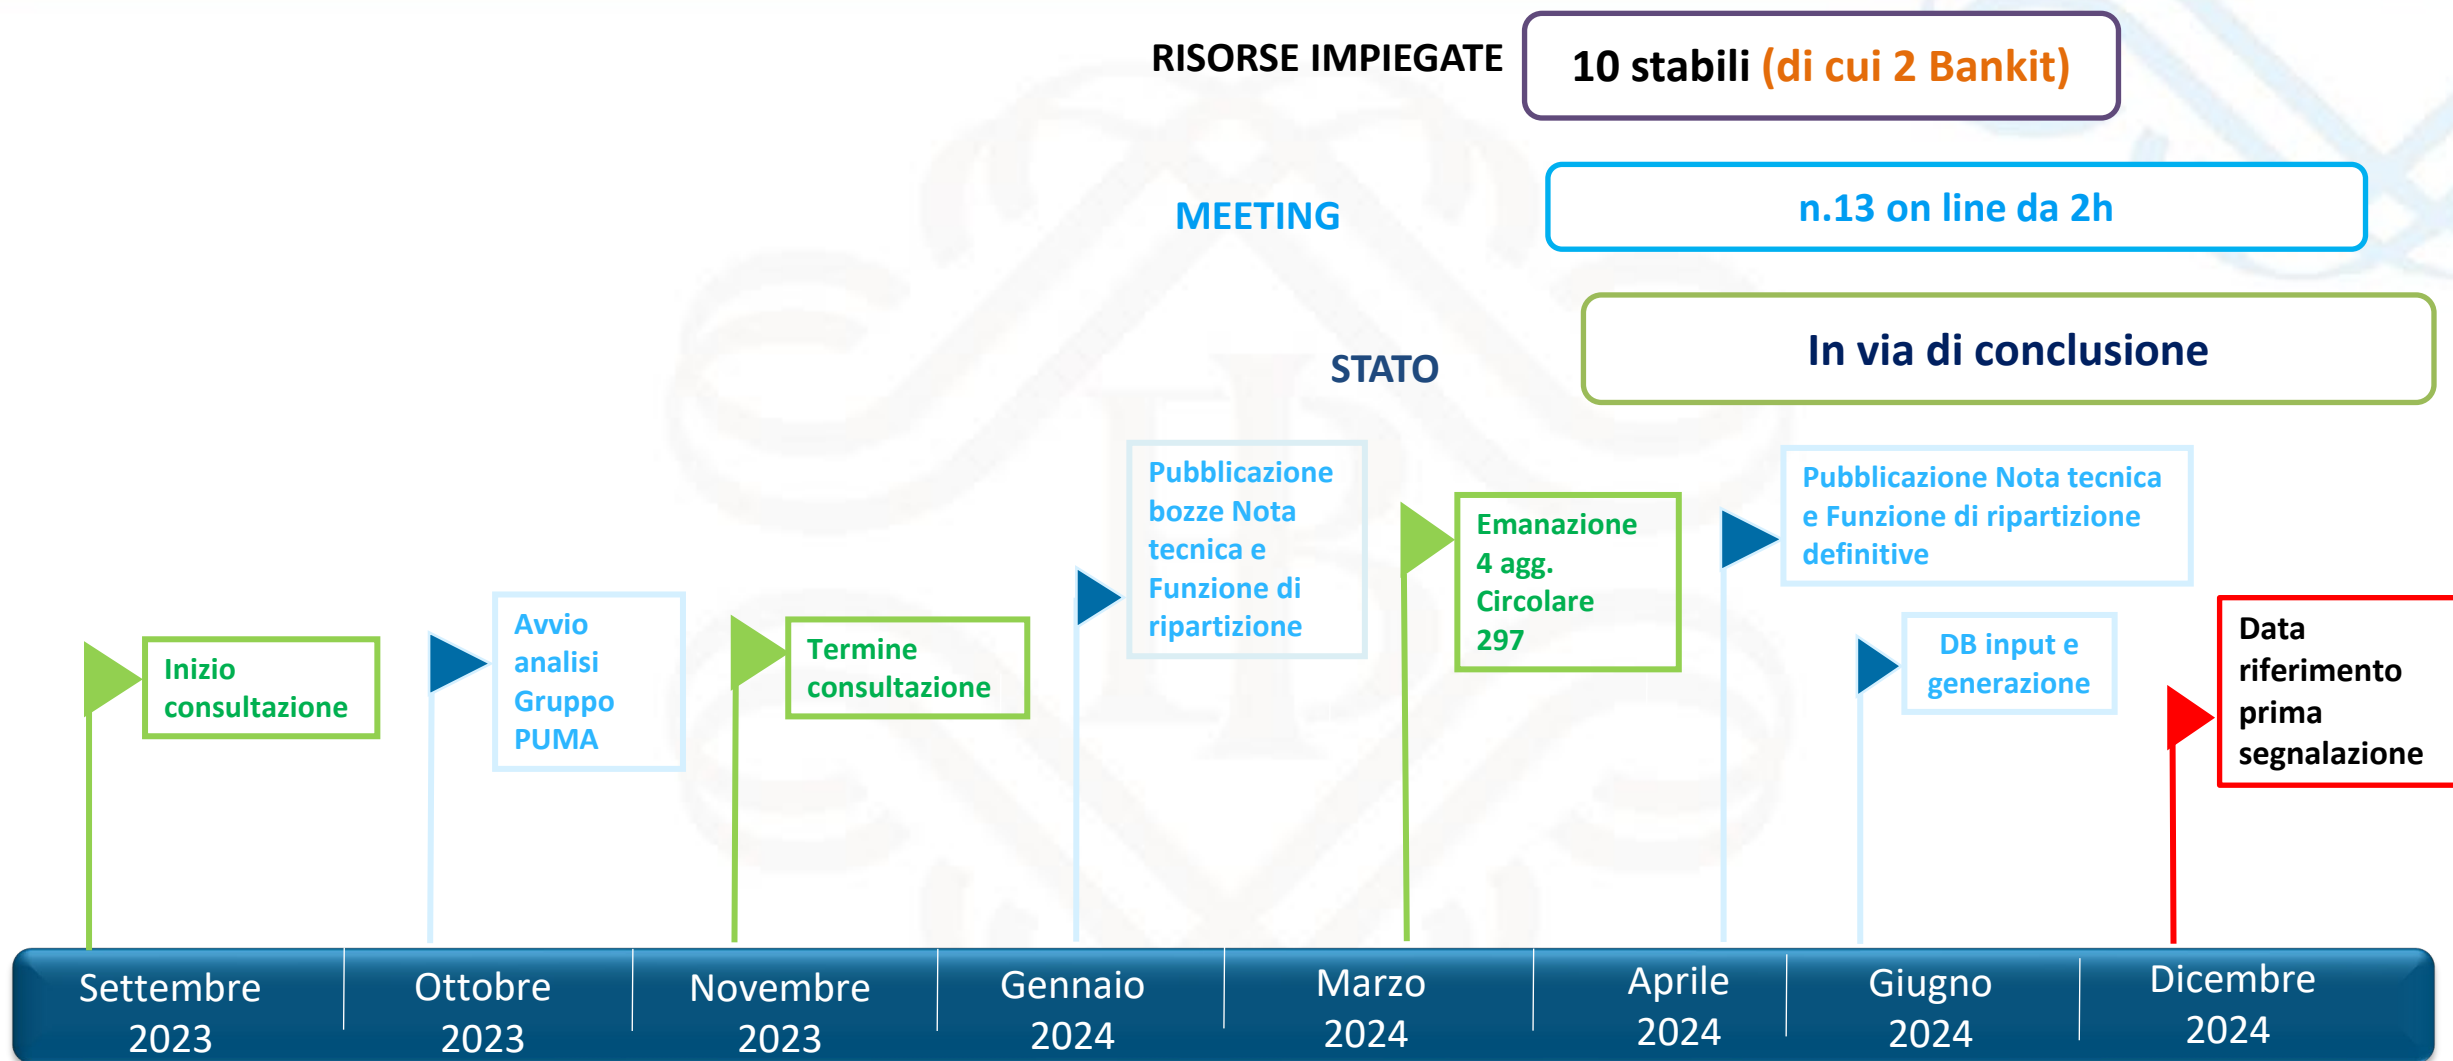 RISORSE IMPIEGATE
10 stabili (di cui 2 Bankit)
MEETING
n.13 on line da 2h
STATO
In via di conclusione
Inizio
consultazione
Avvio
analisi
Gruppo
PUMA
Termine
consultazione
Pubblicazione
bozze Nota
tecnica e
Funzione di
ripartizione
Emanazione
4 agg.
Circolare
297
Pubblicazione Nota tecnica
e Funzione di ripartizione
definitive
DB input e
generazione
Data
riferimento
prima
segnalazione
Settembre
2023
Ottobre
2023
Novembre
2023
Gennaio
2024
Marzo
2024
Aprile
2024
Giugno
2024
Dicembre
2024